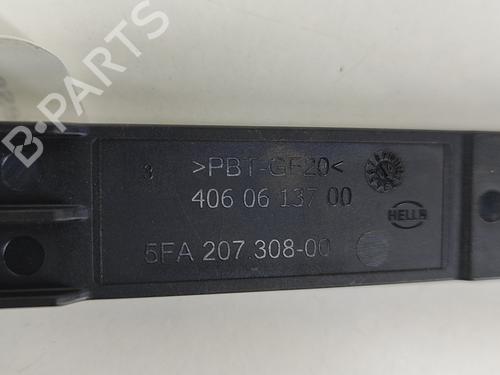 3 >PBT-GF20<
406 06 137 00
HELLA
5FA 207.308-00
B-PARTS